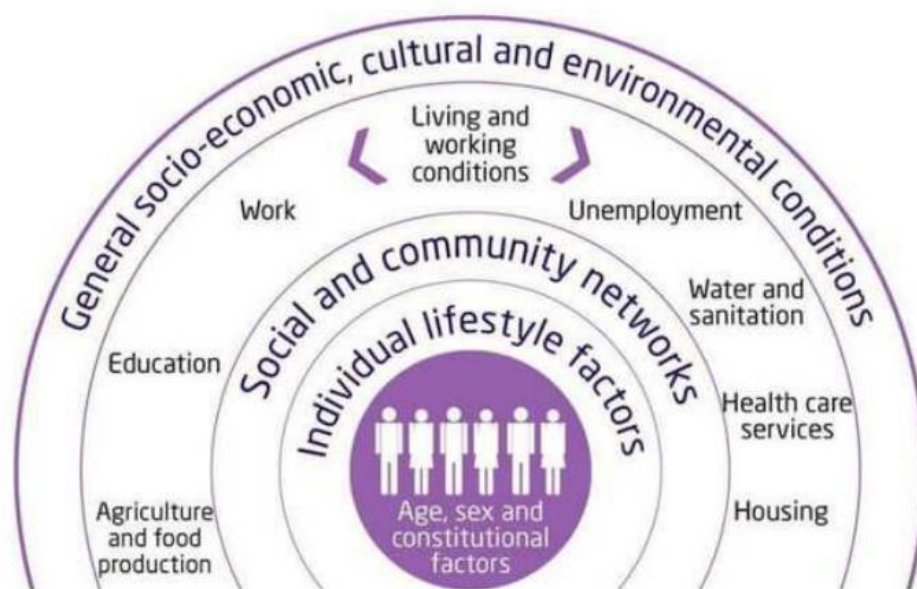 General socio-economic, cultural and environmental conditions
Living and
working
conditions
Work
Unemployment
Social and community networks
Water and
sanitation
Individual lifestyle factors
Education
Health care
services
Agriculture
and food
production
Age, sex and
constitutional
factors
Housing